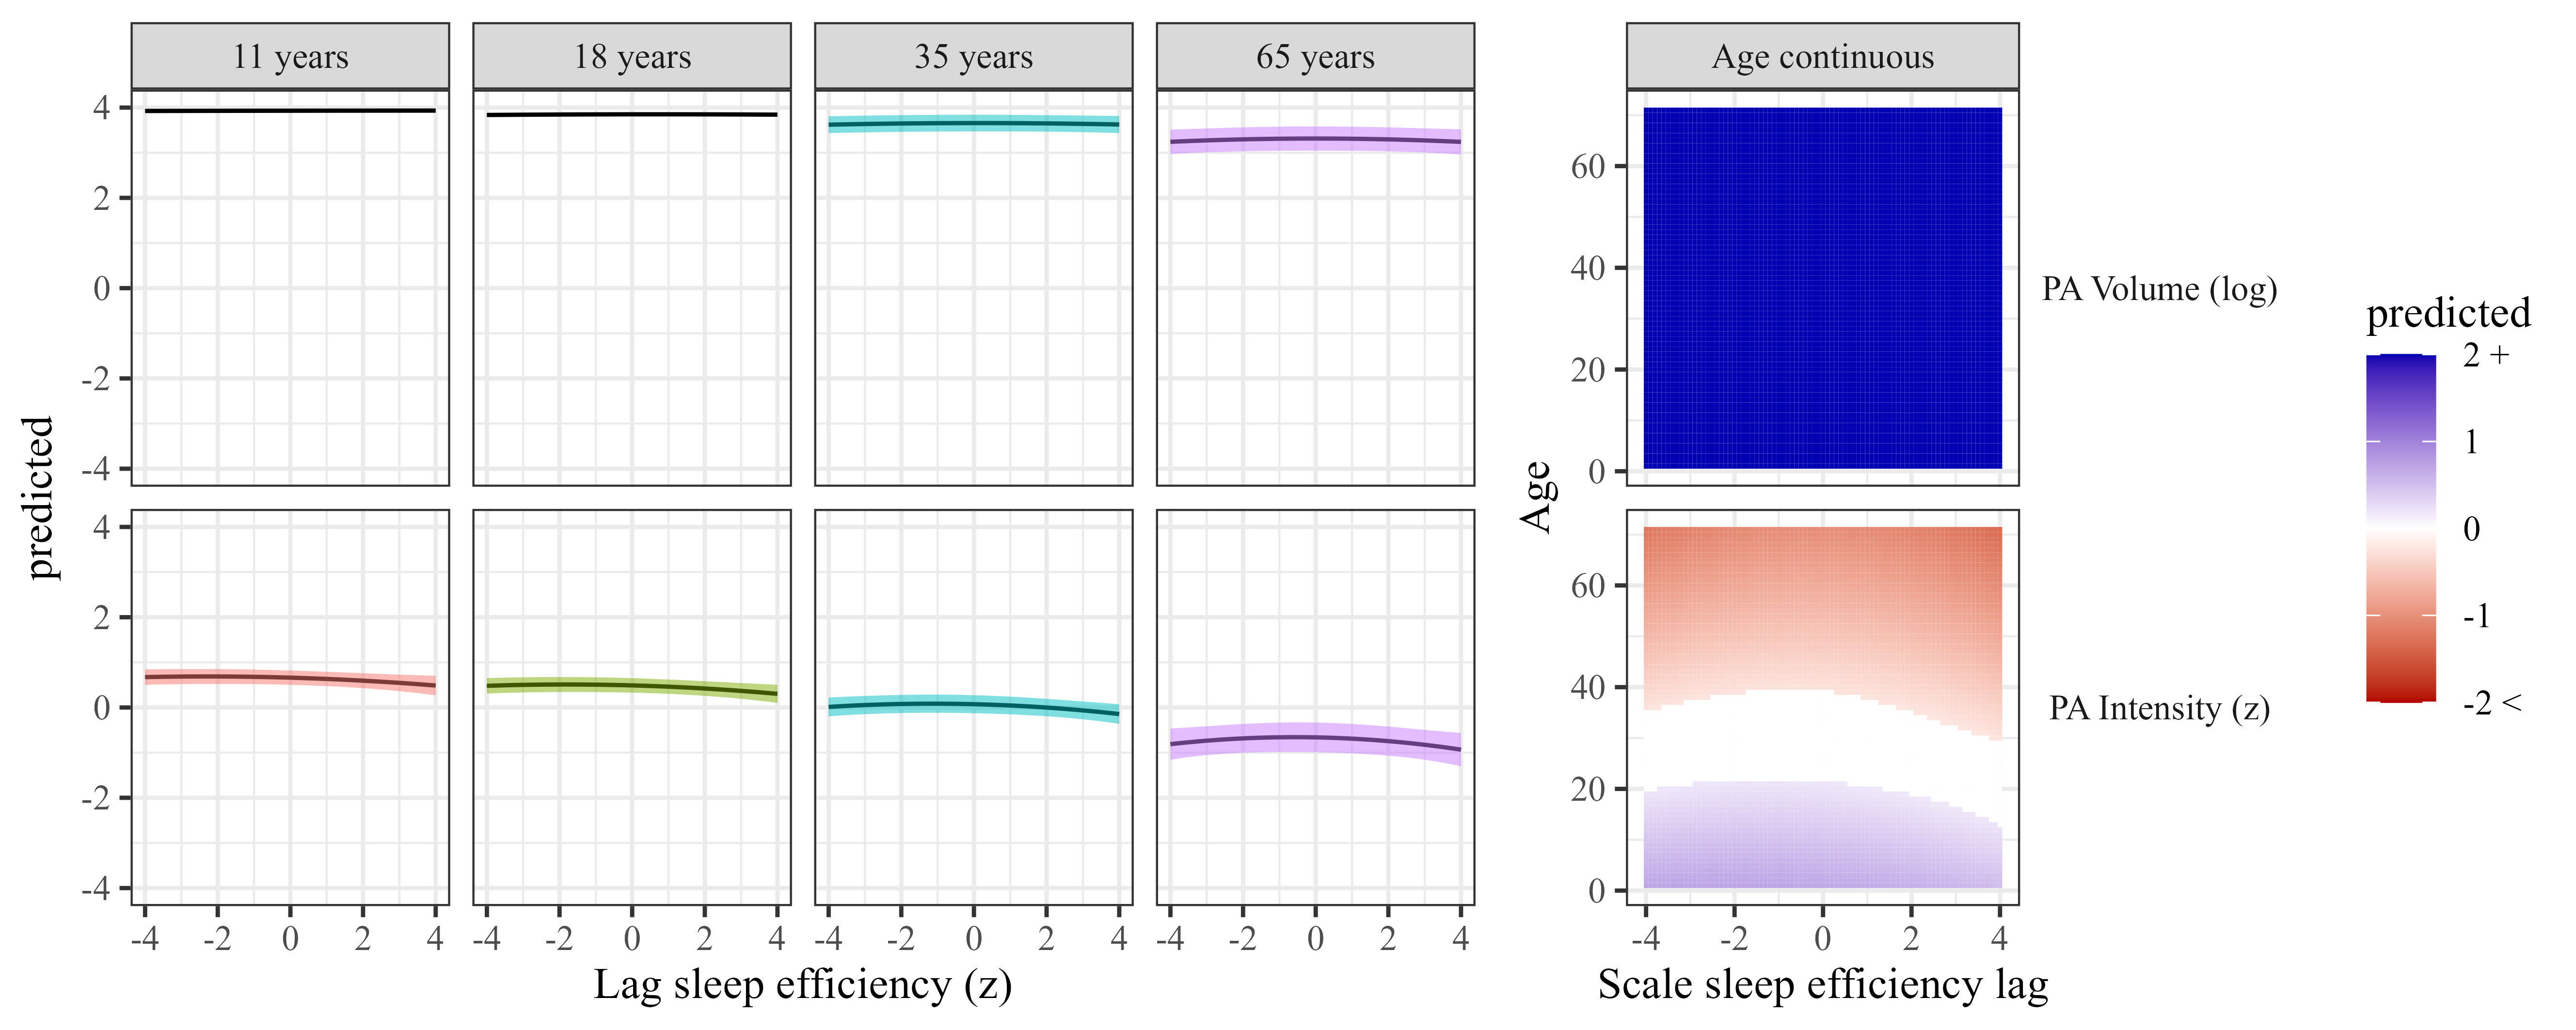 11 years
18 years
35 years
65 years
Age continuous
4
2
0
-2
-4
60
40
20
0
PA Volume (log)
predicted
2 +
1
0
-1
-2 <
predicted
Age
4
2
0
-2
-4
60
40
20
0
PA Intensity (z)
-4 -2 0 2 4
-4 -2 0 2 4
-4 -2 0 2 4
-4 -2 0 2 4
-4 -2 0 2 4
Lag sleep efficiency (z)
Scale sleep efficiency lag